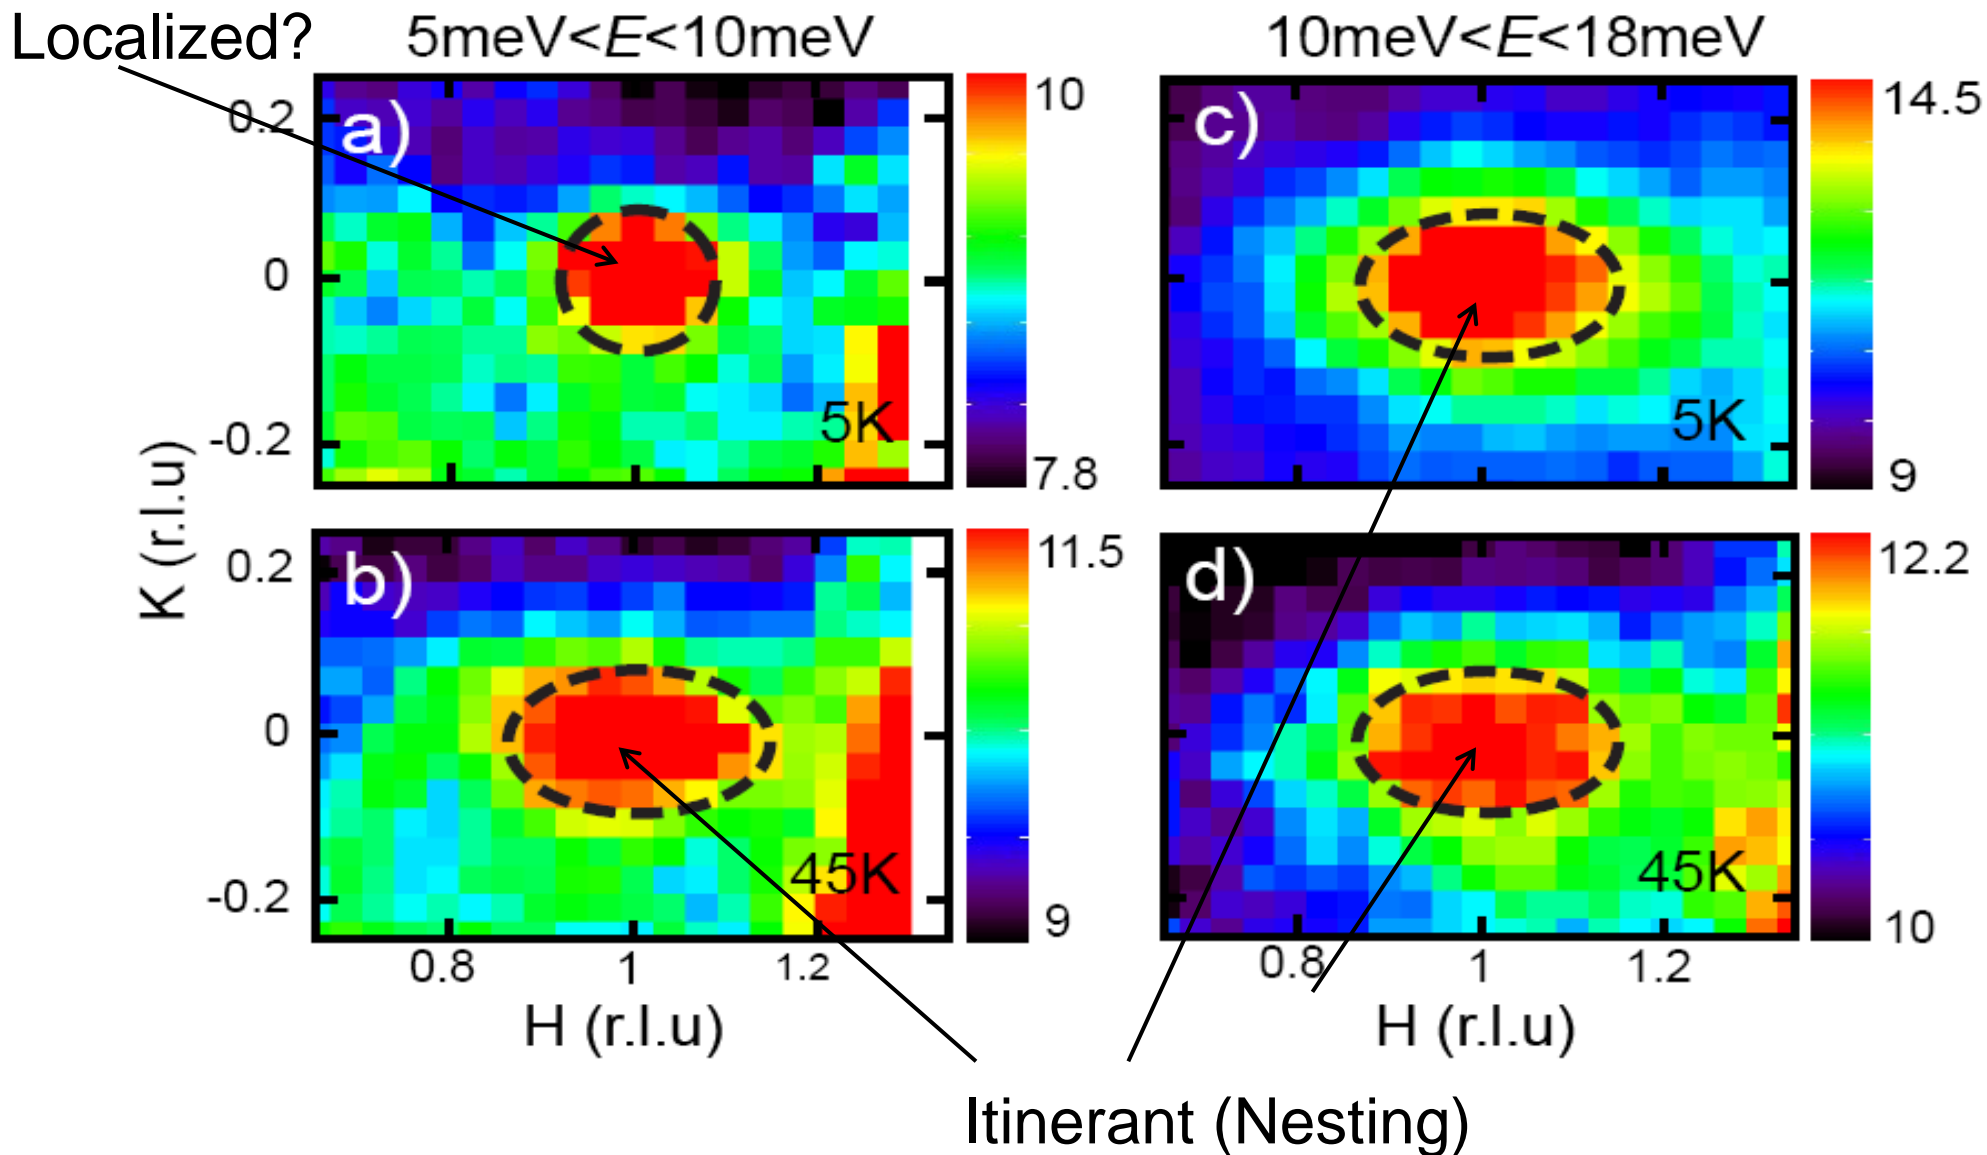 Localized?
5meV<E<10meV
10meV<E<18meV
a)
5K
10
7.8
0.2
0
-0.2
c)
5K
14.5
9
K (r.l.u)
b)
45K
11.5
9
0.2
0
-0.2
d)
45K
12.2
10
0.8 1 1.2
0.8 1 1.2
H (r.l.u)
H (r.l.u)
Itinerant (Nesting)